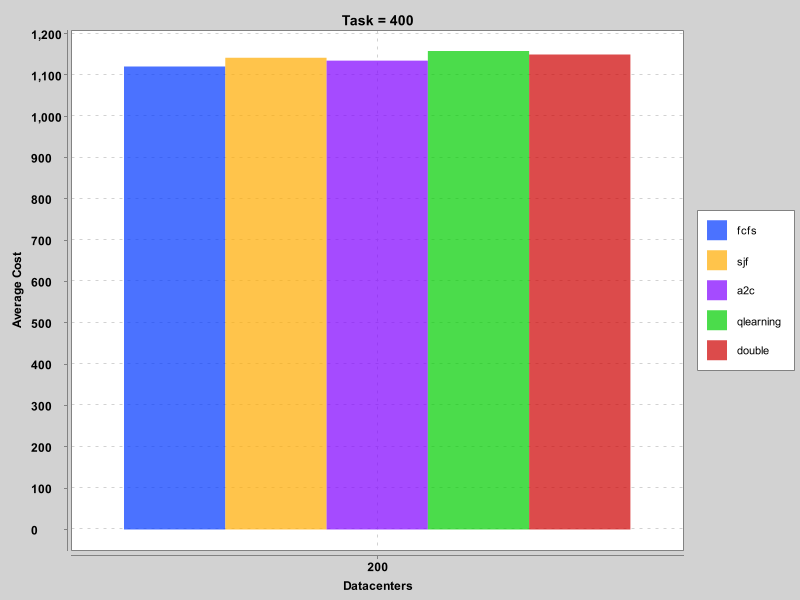 Task = 400
Average Cost
1,200
1,100
1,000
900
800
700
600
500
400
300
200
100
0
200
Datacenters
fcfs
sjf
a2c
qlearning
double